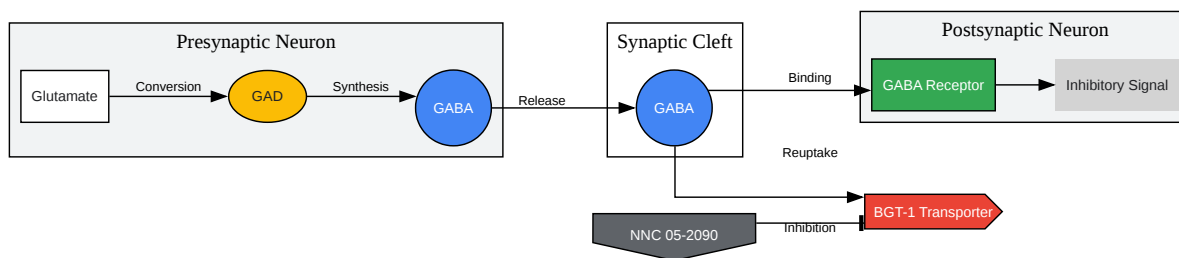 Presynaptic Neuron
Synaptic Cleft
Postsynaptic Neuron
Glutamate
Conversion
GAD
Synthesis
GABA
Release
GABA
Binding
GABA Receptor
Inhibitory Signal
Reuptake
BGT-1 Transporter
NNC 05-2090
Inhibition